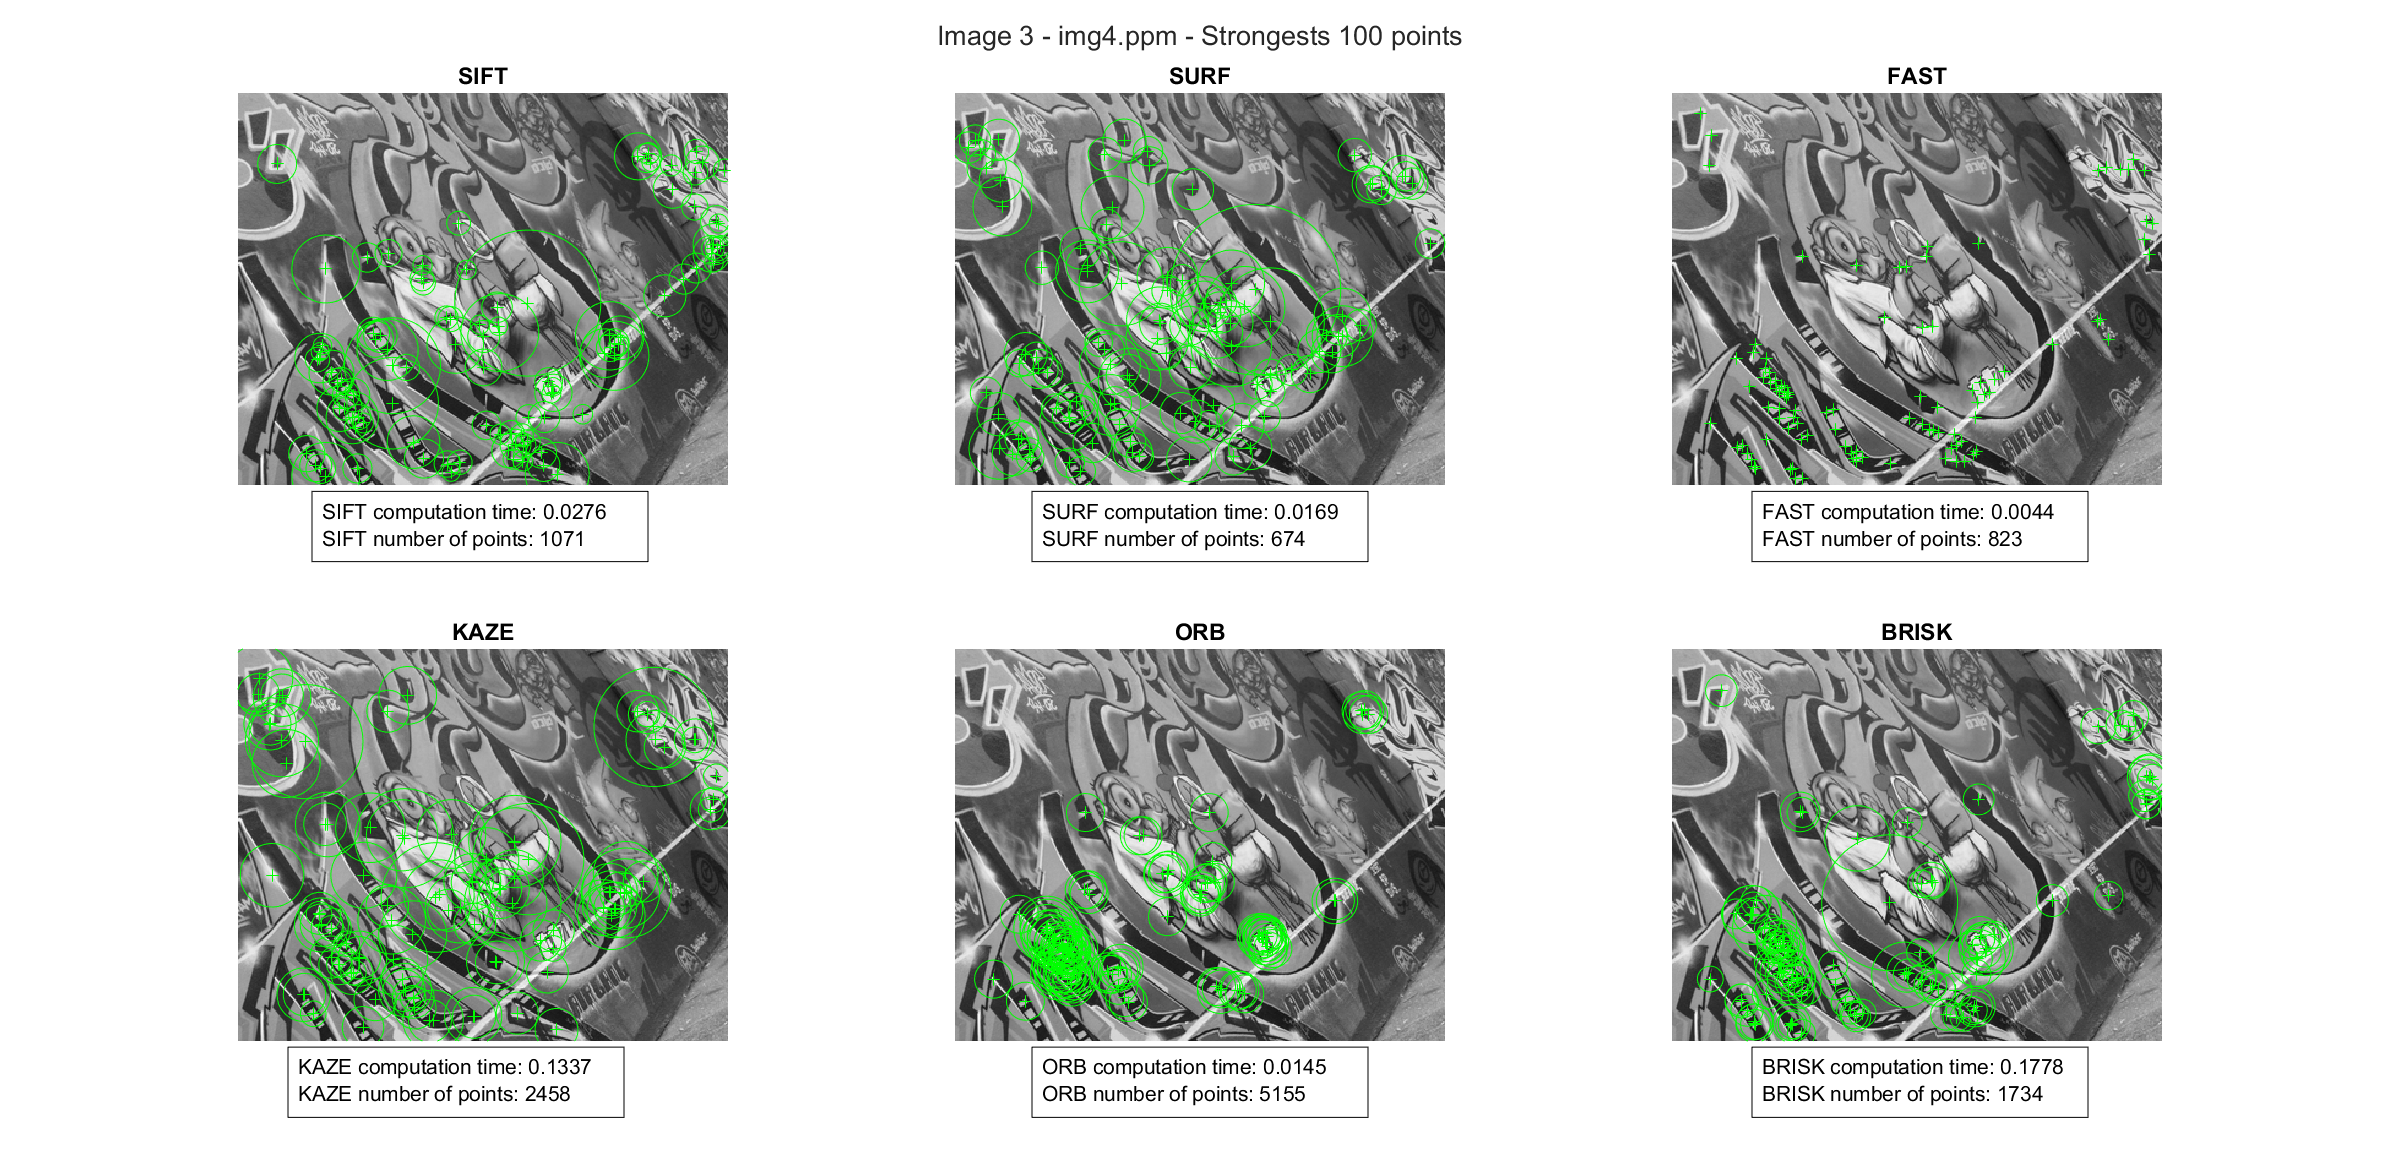 Image 3 - img4.ppm - Strongests 100 points
SIFT
SURF
FAST
SIFT computation time: 0.0276
SIFT number of points: 1071
SURF computation time: 0.0169
SURF number of points: 674
FAST computation time: 0.0044
FAST number of points: 823
KAZE
ORB
BRISK
KAZE computation time: 0.1337
KAZE number of points: 2458
ORB computation time: 0.0145
ORB number of points: 5155
BRISK computation time: 0.1778
BRISK number of points: 1734